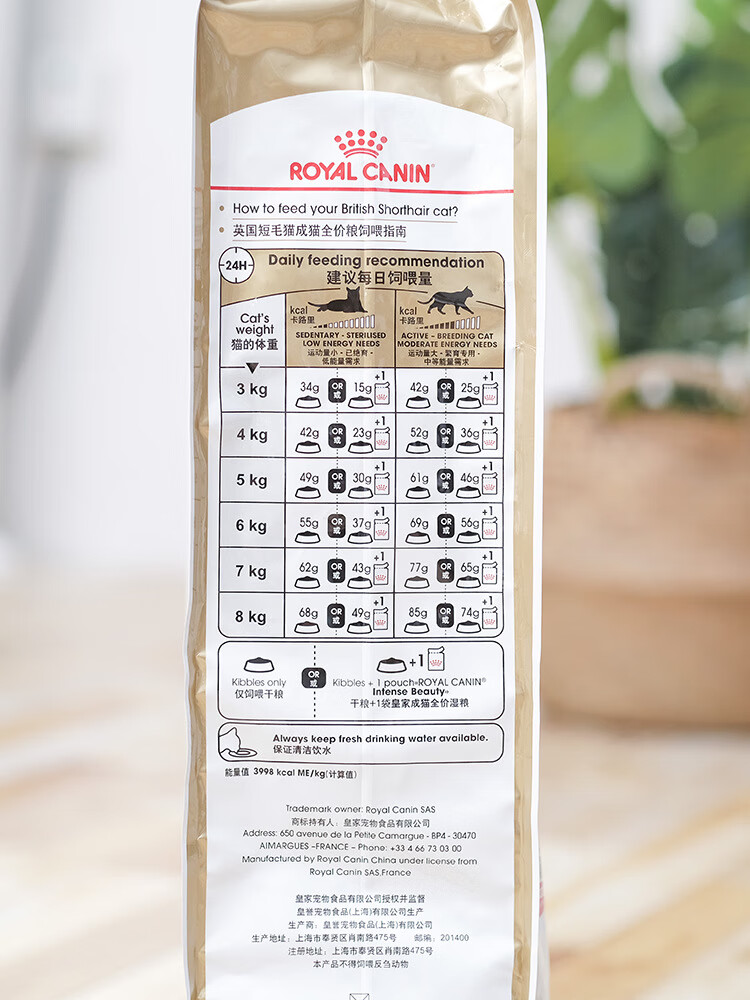 ROYAL CANIN®
• How to feed your British Shorthair cat?
• 英国短毛猫成猫全价粮饲喂指南
24H
Daily feeding recommendation
建议每日饲喂量
Cat's weight
猫的体重
kcal
卡路里
SEDENTARY - STERILISED
LOW ENERGY NEEDS
运动量小·已绝育·
低能量需求
kcal
卡路里
ACTIVE - BREEDING CAT
MODERATE ENERGY NEEDS
运动量大·繁育专用·
中等能量需求
3 kg 34g OR 或 15g +1 42g OR 或 25g +1
4 kg 42g OR 或 23g +1 52g OR 或 36g +1
5 kg 49g OR 或 30g +1 61g OR 或 46g +1
6 kg 55g OR 或 37g +1 69g OR 或 56g +1
7 kg 62g OR 或 43g +1 77g OR 或 65g +1
8 kg 68g OR 或 49g +1 85g OR 或 74g +1
+1
Kibbles only
仅饲喂干粮
OR
或
Kibbles + 1 pouch ROYAL CANIN®
Intense Beauty
干粮+1袋皇家成猫全价湿粮
Always keep fresh drinking water available.
保证清洁饮水
能量值 3998 kcal ME/kg(计算值)
Trademark owner: Royal Canin SAS
商标持有人：皇家宠物食品有限公司
Address: 650 avenue de la Petite Camargue - BP4 - 30470
AIMARGUES -FRANCE - Phone: +33 4 66 73 03 00
Manufactured by Royal Canin China under license from
Royal Canin SAS,France
皇家宠物食品有限公司授权并监督
皇誉宠物食品(上海)有限公司生产
生产商：皇誉宠物食品(上海)有限公司
生产地址：上海市奉贤区肖南路475号 邮编：201400
注册地址：上海市奉贤区肖南路475号
本产品不得饲喂反刍动物